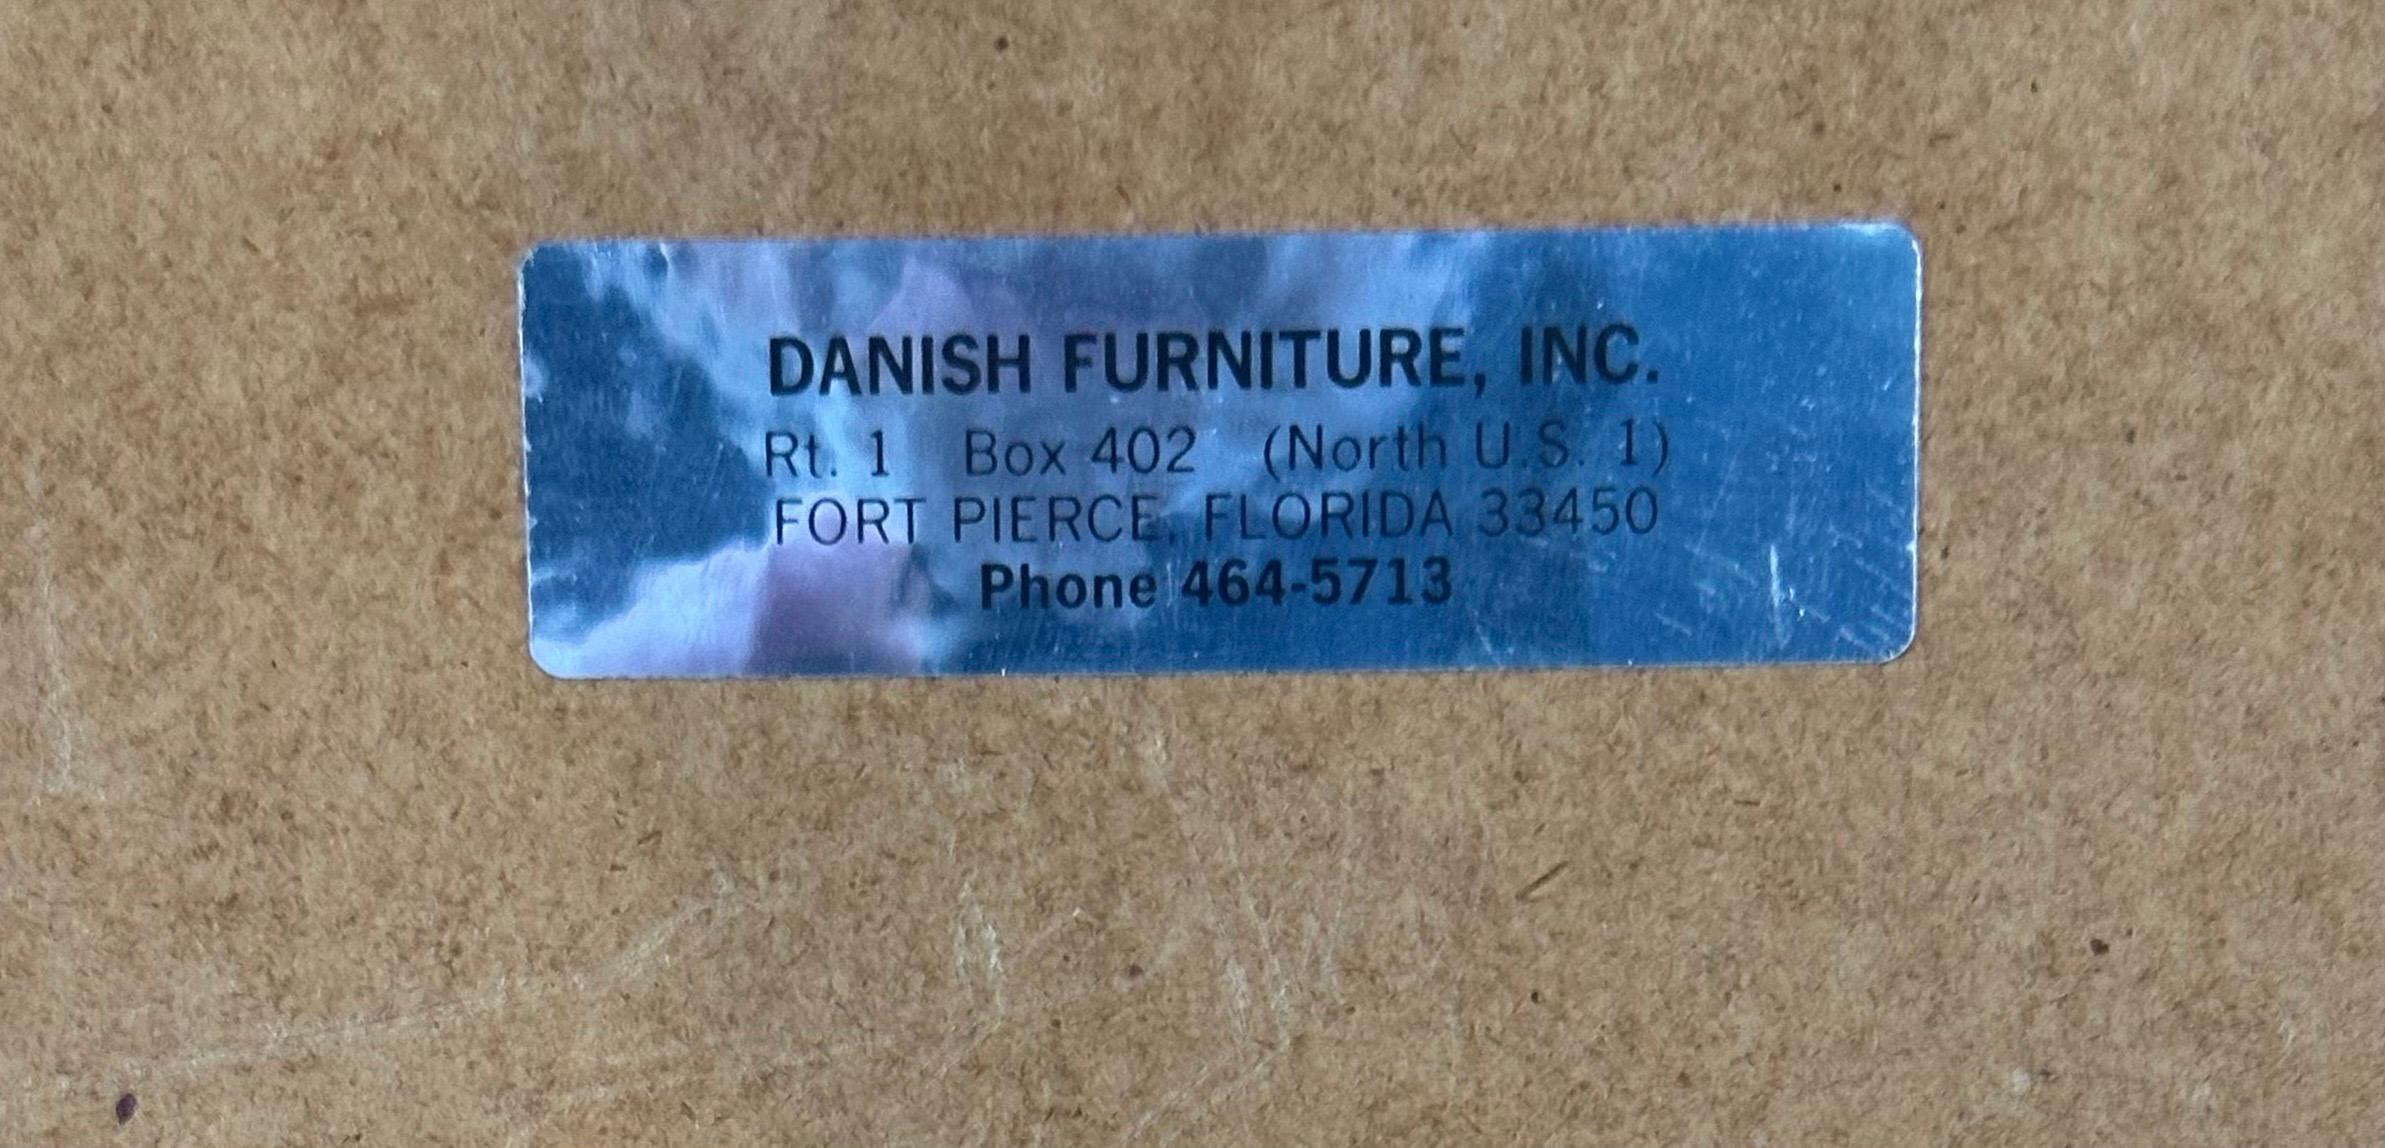 DANISH FURNITURE, INC.
Rt. 1 Box 402 (North U.S. 1)
FORT PIERCE, FLORIDA 33450
Phone 464-5713